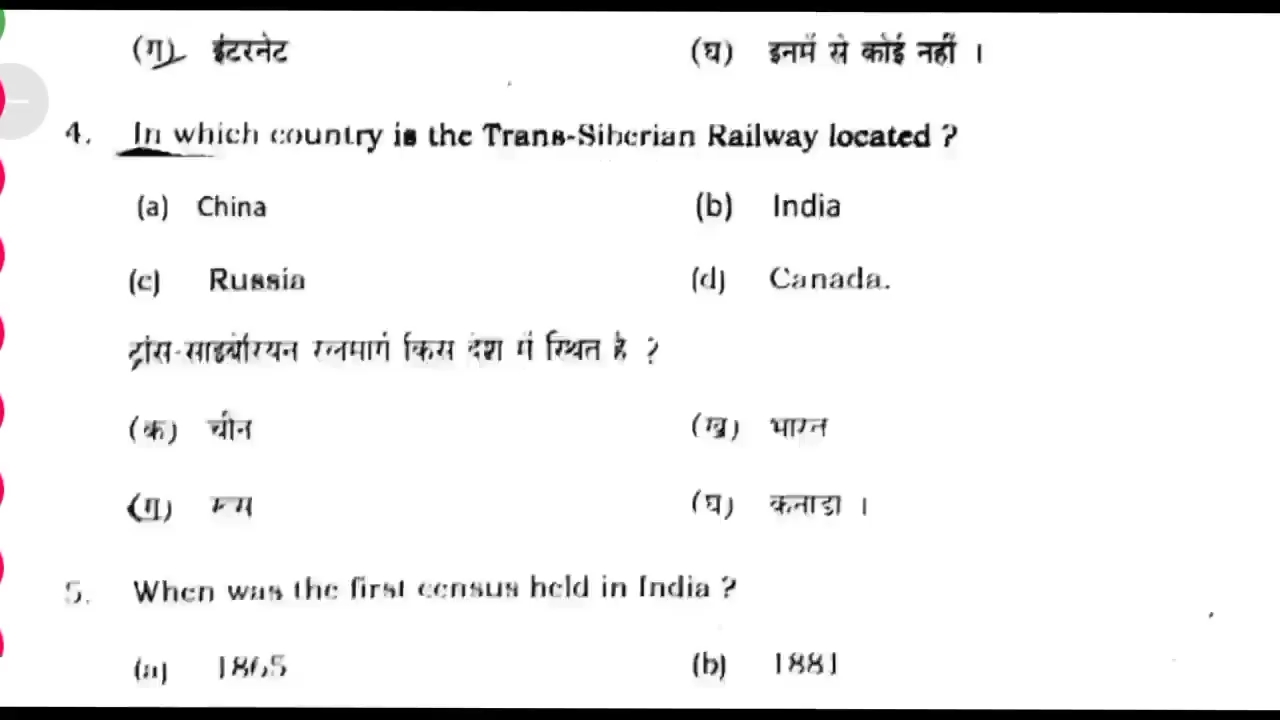 (ग) इंटरनेट (घ) इनमें से कोई नहीं ।
4. In which country is the Trans-Siberian Railway located ?
(a) China (b) India
(c) Russia (d) Canada.
ट्रांस-साइबेरियन रेलमार्ग किस देश में स्थित है ?
(क) चीन (ख) भारत
(ग) रूस (घ) कनाडा ।
5. When was the first census held in India ?
(a) 1865 (b) 1881